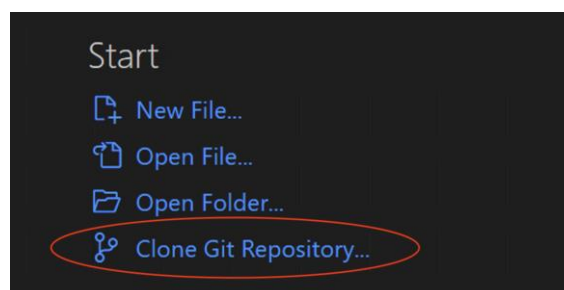 Start
New File...
Open File...
Open Folder...
Clone Git Repository...